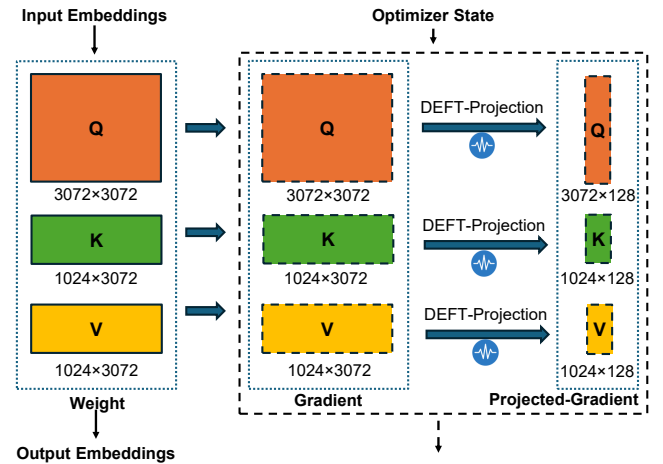 Input Embeddings
Optimizer State
Q
3072×3072
K
1024×3072
V
1024×3072
Weight
Output Embeddings
Q
3072×3072
K
1024×3072
V
1024×3072
Gradient
DEFT-Projection
DEFT-Projection
DEFT-Projection
Q
3072×128
K
1024×128
V
1024×128
Projected-Gradient